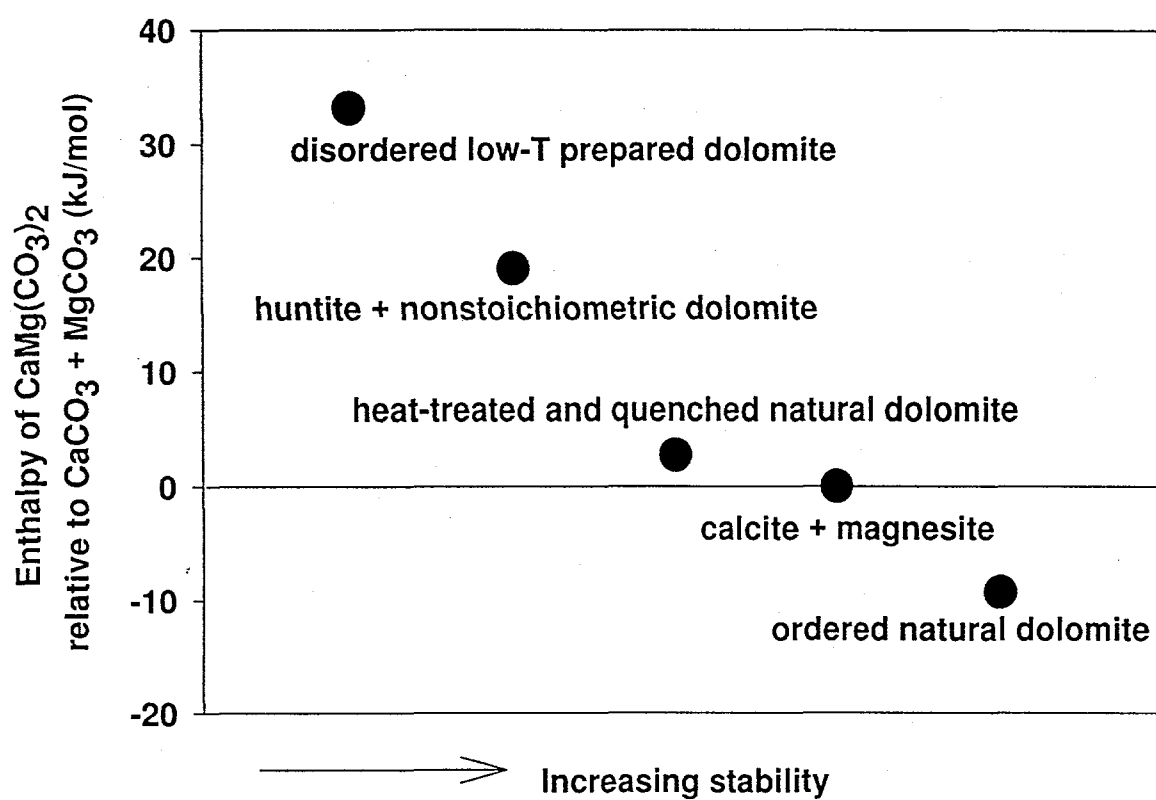 Enthalpy of CaMg(CO3)2
relative to CaCO3 + MgCO3 (kJ/mol)
40
30
20
10
0
-10
-20
disordered low-T prepared dolomite
huntite + nonstoichiometric dolomite
heat-treated and quenched natural dolomite
calcite + magnesite
ordered natural dolomite
Increasing stability